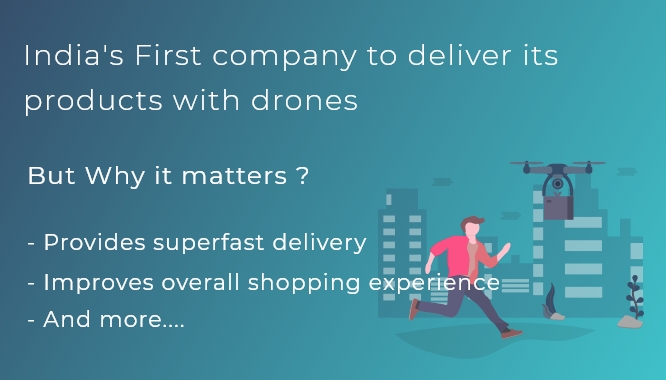 India's First company to deliver its
products with drones
But Why it matters ?
- Provides superfast delivery
- Improves overall shopping experience
- And more....